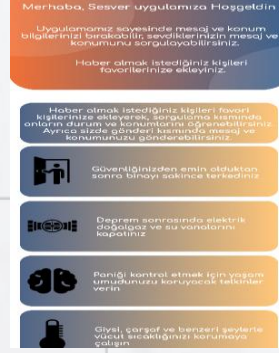 Merhaba, Sesver uygulamıza Hoşgeldin
Uygulamamız sayesinde mesaj ve konum
bilgilerinizi bırakabilir, sevdiklerinizin mesaj ve
konumunu sorgulayabilirsiniz.
Haber almak istediğiniz kişileri
favorilerinize ekleyiniz.
Haber almak istediğiniz kişileri favori
kişilerinize ekleyerek, sorgulama kısmında
onların durum ve konumlarını öğrenebilirsiniz
Ayrıca sizde gönderi kısmında mesaj ve
konumunuzu gönderebilirsiniz.
Güvenliğinizden emin olduktan
sonra binayı sakince terkediniz
Deprem sonrasında elektrik
doğalgaz ve su vanalarını
kapatınız
Paniği kontrol etmek için yaşam
umudunuzu koruyacak telkinler
verin
Giysi, çarşaf ve benzeri şeylerle
vücut sıcaklığınızı korumaya
çalışın